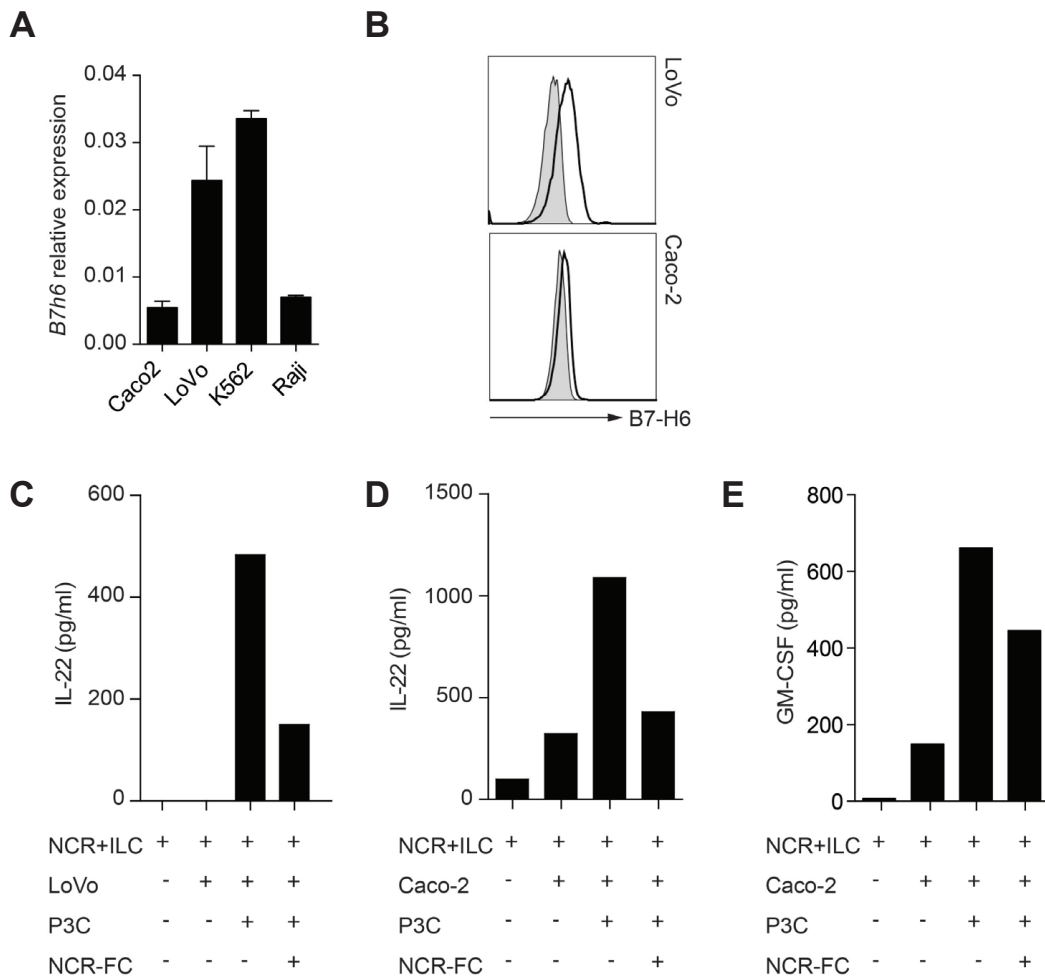 A
B7h6 relative expression
0.04
0.03
0.02
0.01
0.00
Caco2
LoVo
K562
Raji
B
LoVo
Caco-2
B7-H6
C
IL-22 (pg/ml)
600
400
200
0
NCR+ILC + + + +
LoVo - + + +
P3C - - + +
NCR-FC +
D
IL-22 (pg/ml)
1500
1000
500
0
NCR+ILC + + + +
Caco-2 - + + +
P3C - - + +
NCR-FC - - - +
E
GM-CSF (pg/ml)
800
600
400
200
0
NCR+ILC + + + +
Caco-2 - + + +
P3C - - + +
NCR-FC - - - +